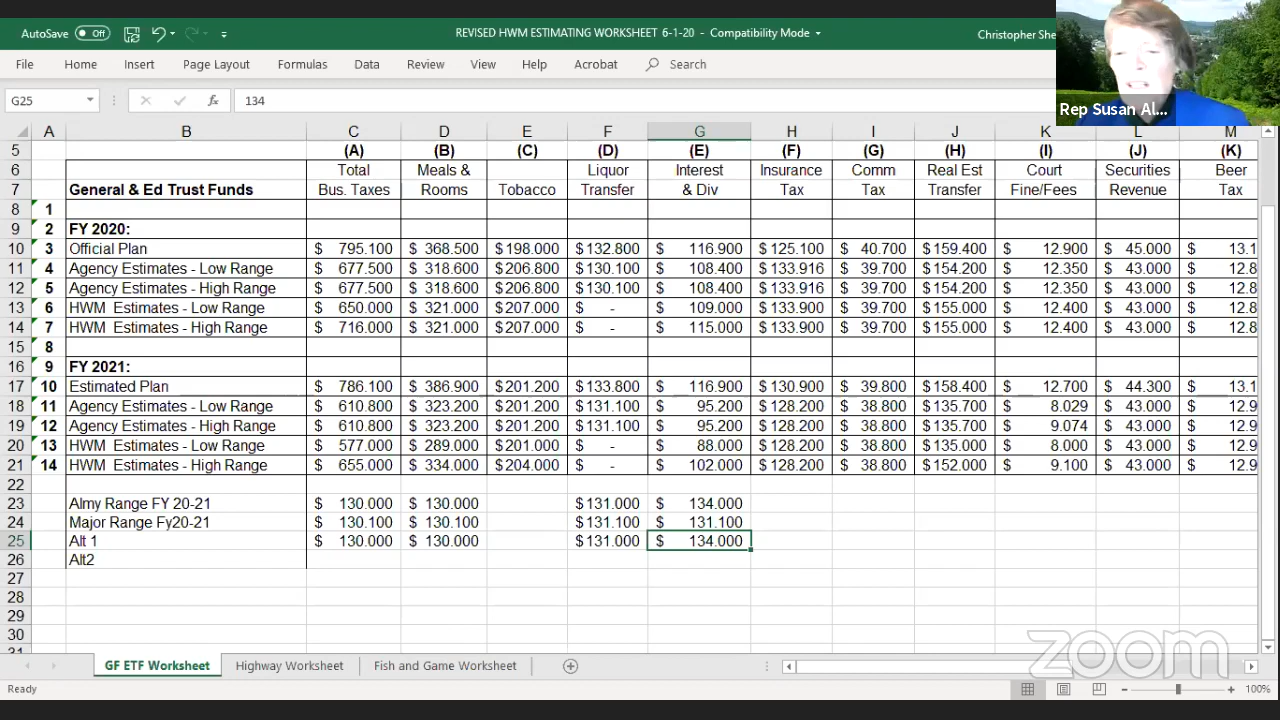 AutoSave Off REVISED HWM ESTIMATING WORKSHEET 6-1-20 - Compatibility Mode Christopher She
File Home Insert Page Layout Formulas Data Review View Help Acrobat Search
Rep Susan Al...
G25 fx 134
A B C D E F G H I J K L M
5 (A) (B) (C) (D) (E) (F) (G) (H) (I) (J) (K)
6 Total Meals & Liquor Interest Insurance Comm Real Est Court Securities Beer
7 General & Ed Trust Funds Bus. Taxes Rooms Tobacco Transfer & Div Tax Tax Transfer Fine/Fees Revenue Tax
8 1
9 2 FY 2020:
10 3 Official Plan $ 795.100 $ 368.500 $198.000 $132.800 $ 116.900 $125.100 $ 40.700 $159.400 $ 12.900 $ 45.000 $ 13.1
11 4 Agency Estimates - Low Range $ 677.500 $ 318.600 $206.800 $130.100 $ 108.400 $133.916 $ 39.700 $154.200 $ 12.350 $ 43.000 $ 12.8
12 5 Agency Estimates - High Range $ 677.500 $ 318.600 $206.800 $130.100 $ 108.400 $133.916 $ 39.700 $154.200 $ 12.350 $ 43.000 $ 12.8
13 6 HWM Estimates - Low Range $ 650.000 $ 321.000 $207.000 $ - $ 109.000 $133.900 $ 39.700 $155.000 $ 12.400 $ 43.000 $ 12.8
14 7 HWM Estimates - High Range $ 716.000 $ 321.000 $207.000 $ - $ 115.000 $133.900 $ 39.700 $155.000 $ 12.400 $ 43.000 $ 12.8
15 8
16 9 FY 2021:
17 10 Estimated Plan $ 786.100 $ 386.900 $201.200 $133.800 $ 116.900 $130.900 $ 39.800 $158.400 $ 12.700 $ 44.300 $ 13.1
18 11 Agency Estimates - Low Range $ 610.800 $ 323.200 $201.200 $131.100 $ 95.200 $128.200 $ 38.800 $135.700 $ 8.029 $ 43.000 $ 12.9
19 12 Agency Estimates - High Range $ 610.800 $ 323.200 $201.200 $131.100 $ 95.200 $128.200 $ 38.800 $135.700 $ 9.074 $ 43.000 $ 12.9
20 13 HWM Estimates - Low Range $ 577.000 $ 289.000 $201.000 $ - $ 88.000 $128.200 $ 38.800 $135.000 $ 8.000 $ 43.000 $ 12.9
21 14 HWM Estimates - High Range $ 655.000 $ 334.000 $204.000 $ - $ 102.000 $128.200 $ 38.800 $152.000 $ 9.100 $ 43.000 $ 12.9
22
23 Almy Range FY 20-21 $ 130.000 $ 130.000 $131.000 $ 134.000
24 Major Range Fy20-21 $ 130.100 $ 130.100 $131.100 $ 131.100
25 Alt 1 $ 130.000 $ 130.000 $131.000 $ 134.000
26 Alt2
27
28
29
30
31
zoom
GF ETF Worksheet Highway Worksheet Fish and Game Worksheet
Ready 100%